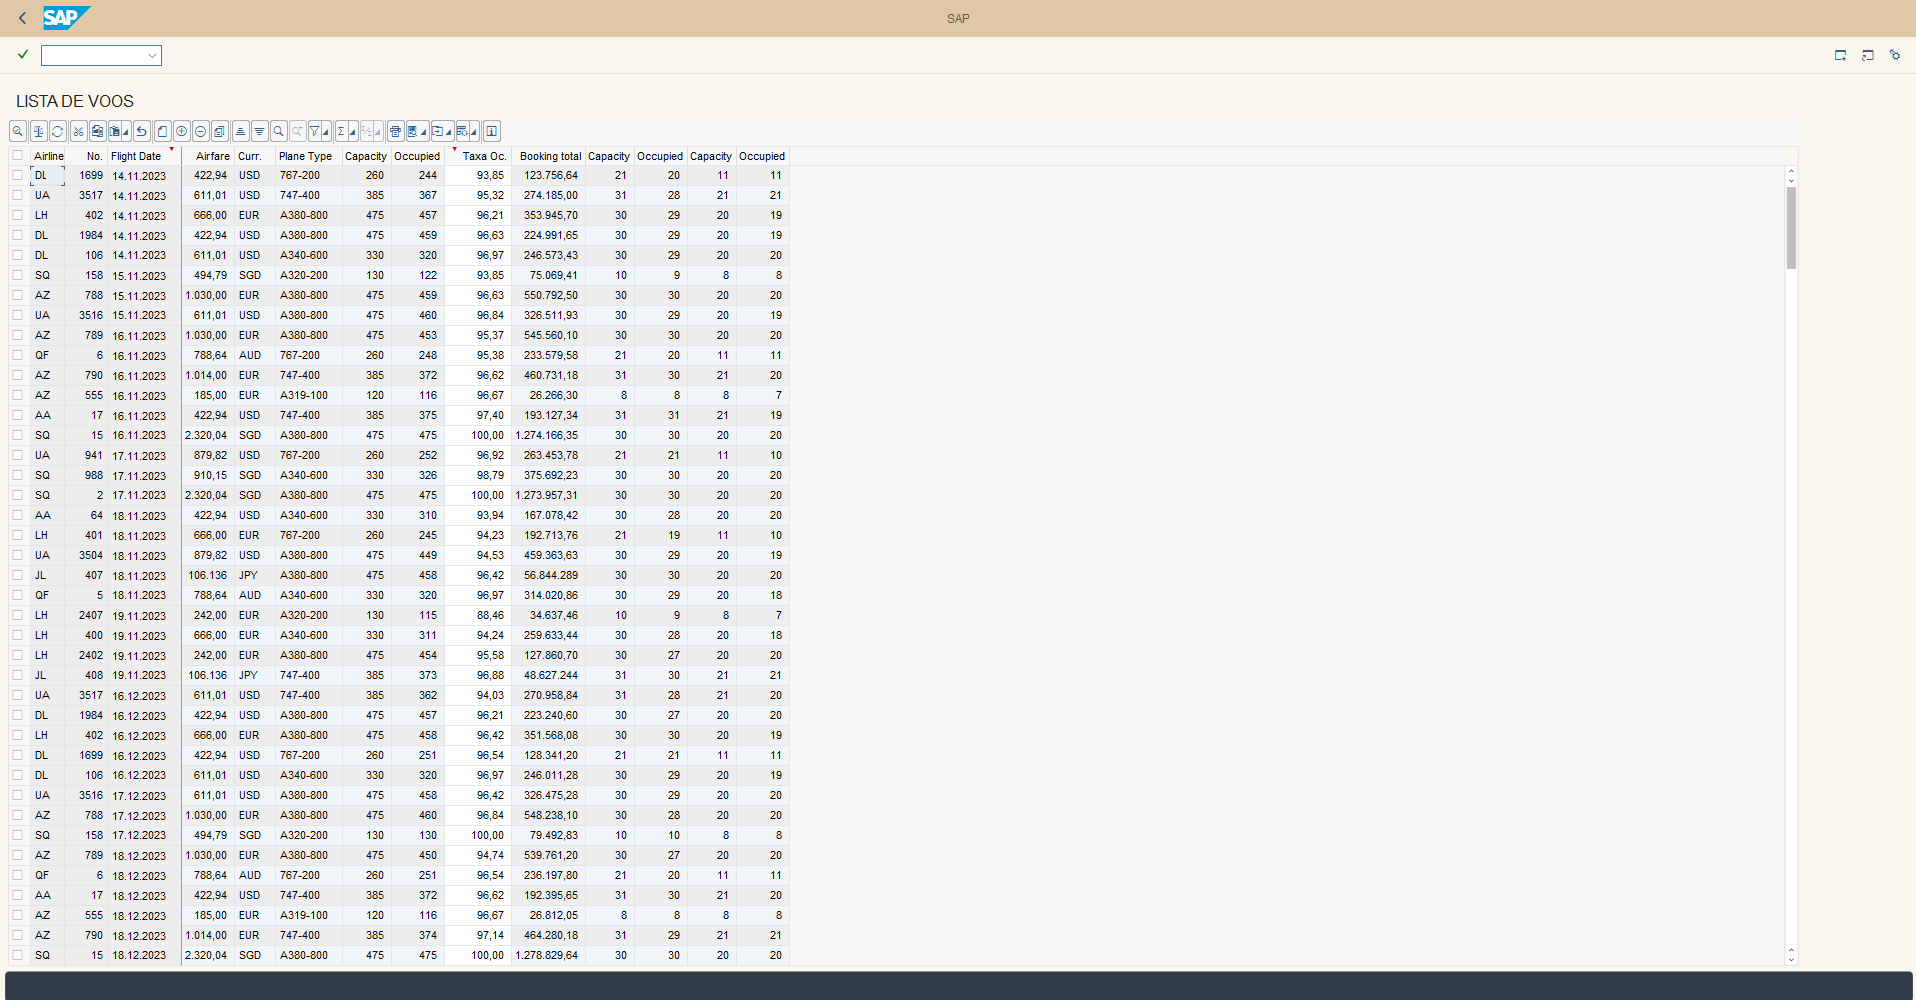 SAP
SAP
LISTA DE VOOS
Airline No. Flight Date Airfare Curr. Plane Type Capacity Occupied Taxa Oc. Booking total Capacity Occupied Capacity Occupied
DL 1699 14.11.2023 422,94 USD 767-200 260 244 93,85 123.756,64 21 20 11 11
UA 3517 14.11.2023 611,01 USD 747-400 385 367 95,32 274.185,00 31 28 21 21
LH 402 14.11.2023 666,00 EUR A380-800 475 457 96,21 353.945,70 30 29 20 19
DL 1984 14.11.2023 422,94 USD A380-800 475 459 96,63 224.991,65 30 29 20 19
DL 106 14.11.2023 611,01 USD A340-600 330 320 96,97 246.573,43 30 29 20 20
SQ 158 15.11.2023 494,79 SGD A320-200 130 122 93,85 75.069,41 10 9 8 8
AZ 788 15.11.2023 1.030,00 EUR A380-800 475 459 96,63 550.792,50 30 30 20 20
UA 3516 15.11.2023 611,01 USD A380-800 475 460 96,84 326.511,93 30 29 20 19
AZ 789 16.11.2023 1.030,00 EUR A380-800 475 453 95,37 545.560,10 30 30 20 20
QF 6 16.11.2023 788,64 AUD 767-200 260 248 95,38 233.579,58 21 20 11 11
AZ 790 16.11.2023 1.014,00 EUR 747-400 385 372 96,62 460.731,18 31 30 21 20
AZ 555 16.11.2023 185,00 EUR A319-100 120 116 96,67 26.266,30 8 8 8 7
AA 17 16.11.2023 422,94 USD 747-400 385 375 97,40 193.127,34 31 31 21 19
SQ 15 16.11.2023 2.320,04 SGD A380-800 475 475 100,00 1.274.166,35 30 30 20 20
UA 941 17.11.2023 879,82 USD 767-200 260 252 96,92 263.453,78 21 21 11 10
SQ 988 17.11.2023 910,15 SGD A340-600 330 326 98,79 375.692,23 30 30 20 20
SQ 2 17.11.2023 2.320,04 SGD A380-800 475 475 100,00 1.273.957,31 30 30 20 20
AA 64 18.11.2023 422,94 USD A340-600 330 310 93,94 167.078,42 30 28 20 20
LH 401 18.11.2023 666,00 EUR 767-200 260 245 94,23 192.713,76 21 19 11 10
UA 3504 18.11.2023 879,82 USD A380-800 475 449 94,53 459.363,63 30 29 20 19
JL 407 18.11.2023 106.136 JPY A380-800 475 458 96,42 56.844.289 30 30 20 20
QF 5 18.11.2023 788,64 AUD A340-600 330 320 96,97 314.020,86 30 29 20 18
LH 2407 19.11.2023 242,00 EUR A320-200 130 115 88,46 34.637,46 10 9 8 7
LH 400 19.11.2023 666,00 EUR A340-600 330 311 94,24 259.633,44 30 28 20 18
LH 2402 19.11.2023 242,00 EUR A380-800 475 454 95,58 127.860,70 30 27 20 20
JL 408 19.11.2023 106.136 JPY 747-400 385 373 96,88 48.627.244 31 30 21 21
UA 3517 16.12.2023 611,01 USD 747-400 385 362 94,03 270.958,84 31 28 21 20
DL 1984 16.12.2023 422,94 USD A380-800 475 457 96,21 223.240,60 30 27 20 20
LH 402 16.12.2023 666,00 EUR A380-800 475 458 96,42 351.568,08 30 30 20 19
DL 1699 16.12.2023 422,94 USD 767-200 260 251 96,54 128.341,20 21 21 11 11
DL 106 16.12.2023 611,01 USD A340-600 330 320 96,97 246.011,28 30 29 20 19
UA 3516 17.12.2023 611,01 USD A380-800 475 458 96,42 326.475,28 30 29 20 20
AZ 788 17.12.2023 1.030,00 EUR A380-800 475 460 96,84 548.238,10 30 28 20 20
SQ 158 17.12.2023 494,79 SGD A320-200 130 130 100,00 79.492,83 10 10 8 8
AZ 789 18.12.2023 1.030,00 EUR A380-800 475 450 94,74 539.761,20 30 27 20 20
QF 6 18.12.2023 788,64 AUD 767-200 260 251 96,54 236.197,80 21 20 11 11
AA 17 18.12.2023 422,94 USD 747-400 385 372 96,62 192.395,65 31 30 21 20
AZ 555 18.12.2023 185,00 EUR A319-100 120 116 96,67 26.812,05 8 8 8 8
AZ 790 18.12.2023 1.014,00 EUR 747-400 385 374 97,14 464.280,18 31 29 21 21
SQ 15 18.12.2023 2.320,04 SGD A380-800 475 475 100,00 1.278.829,64 30 30 20 20